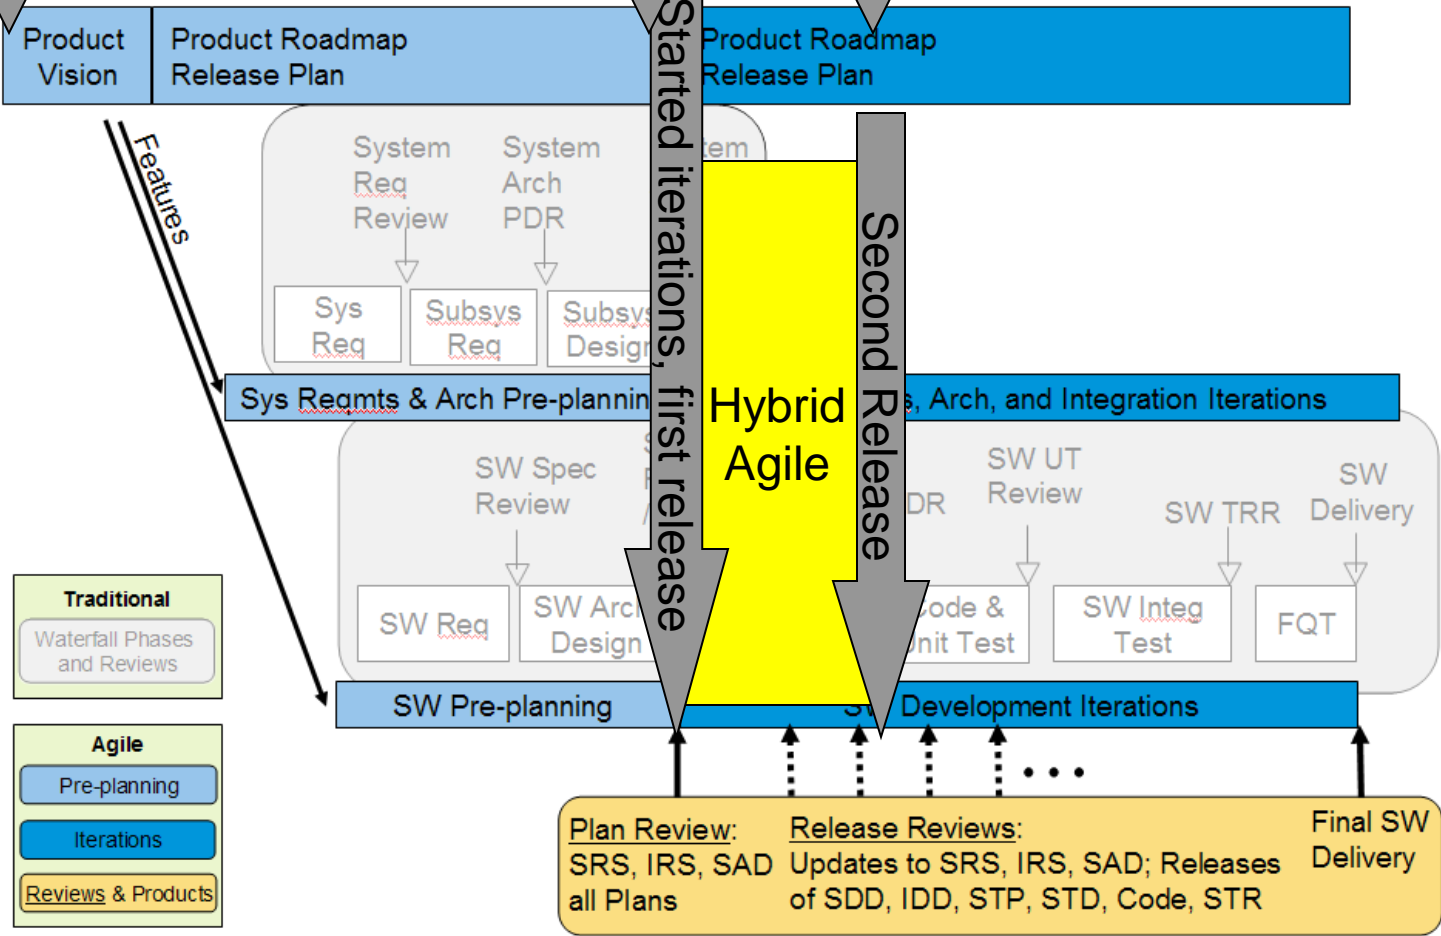 Product
Vision
Product Roadmap
Release Plan
Product Roadmap
Release Plan
Features
System
Req
Review
System
Arch
PDR
Sys
Req
Subsys
Req
Design
Started iterations, first release
Second Release
Hybrid
Agile
Sys Reqmts & Arch Pre-plannin
, Arch, and Integration Iterations
SW Spec
Review
DR
SW UT
Review
SW TRR
SW
Delivery
SW Req
SW Arc
Design
Code &
Unit Test
SW Integ
Test
FQT
SW Pre-planning
SW Development Iterations
Traditional
Waterfall Phases
and Reviews
Agile
Pre-planning
Iterations
Reviews & Products
Plan Review:
SRS, IRS, SAD
all Plans
Release Reviews:
Updates to SRS, IRS, SAD; Releases
of SDD, IDD, STP, STD, Code, STR
Final SW
Delivery